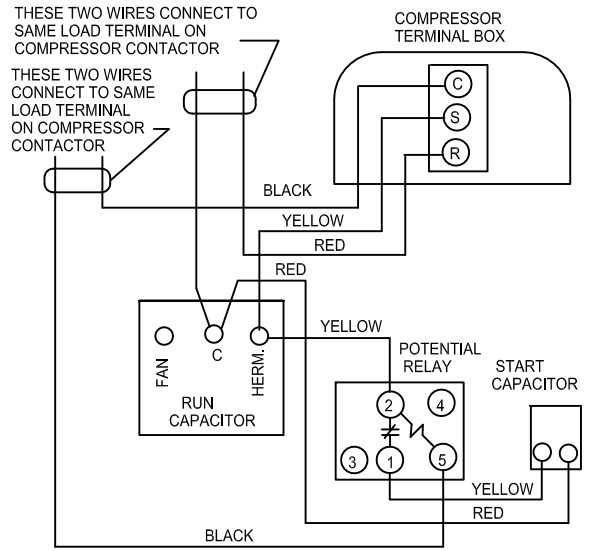 THESE TWO WIRES CONNECT TO
SAME LOAD TERMINAL ON
COMPRESSOR CONTACTOR
COMPRESSOR
TERMINAL BOX
THESE TWO WIRES
CONNECT TO SAME
LOAD TERMINAL
ON COMPRESSOR
CONTACTOR
C
S
R
BLACK
YELLOW
RED
RED
YELLOW
FAN
C
HERM.
RUN
CAPACITOR
POTENTIAL
RELAY
START
CAPACITOR
2
4
3
1
5
YELLOW
RED
BLACK